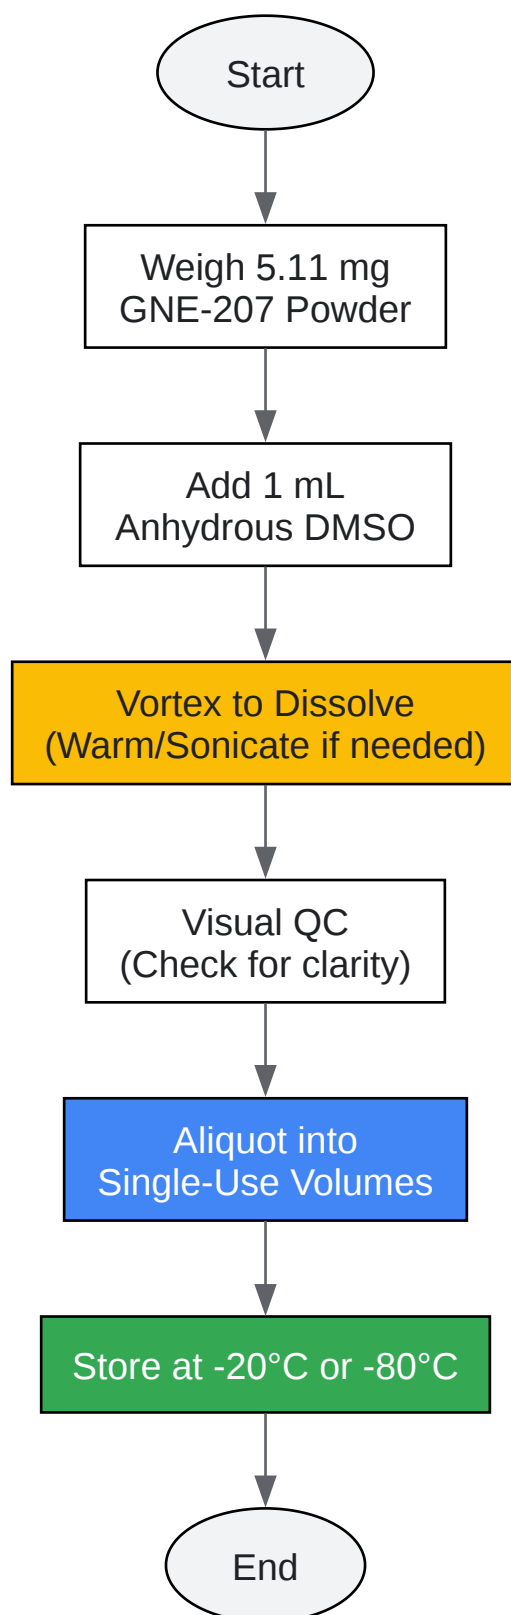 Start
Weigh 5.11 mg
GNE-207 Powder
Add 1 mL
Anhydrous DMSO
Vortex to Dissolve
(Warm/Sonicate if needed)
Visual QC
(Check for clarity)
Aliquot into
Single-Use Volumes
Store at -20°C or -80°C
End